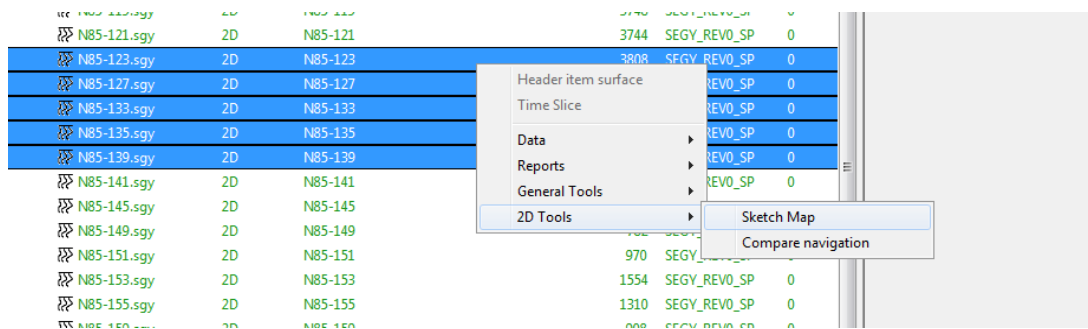 N85-121.sgy 2D N85-121 3744 SEGY_REV0_SP 0
N85-123.sgy 2D N85-123 3808 SEGY_REV0_SP 0
N85-127.sgy 2D N85-127 Header item surface REV0_SP 0
N85-133.sgy 2D N85-133 Time Slice REV0_SP 0
N85-135.sgy 2D N85-135 Data REV0_SP 0
N85-139.sgy 2D N85-139 Reports REV0_SP 0
N85-141.sgy 2D N85-141 General Tools REV0_SP 0
N85-145.sgy 2D N85-145 2D Tools Sketch Map
N85-149.sgy 2D N85-149 Compare navigation
N85-151.sgy 2D N85-151 970 SEGY_ 0
N85-153.sgy 2D N85-153 1554 SEGY_REV0_SP 0
N85-155.sgy 2D N85-155 1310 SEGY_REV0_SP 0